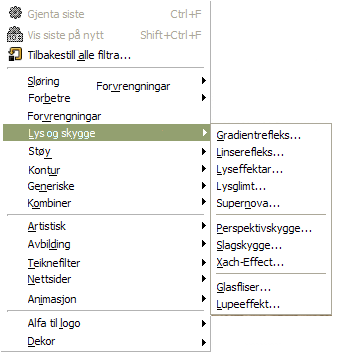 Gjenta siste Ctrl+F
Vis siste på nytt Shift+Ctrl+F
Tilbakestill alle filtra...
Sløring
Forvrengningar
Forbetre
Forvrengningar
Lys og skygge
Støy
Kontur
Generiske
Kombiner
Artistisk
Avbilding
Teiknefilter
Nettsider
Animasjon
Alfa til logo
Dekor
Gradientrefleks...
Linserefleks...
Lyseffektar...
Lysglimt...
Supernova...
Perspektivskygge...
Slagskygge...
Xach-Effect...
Glasfliser...
Lupeeffekt...